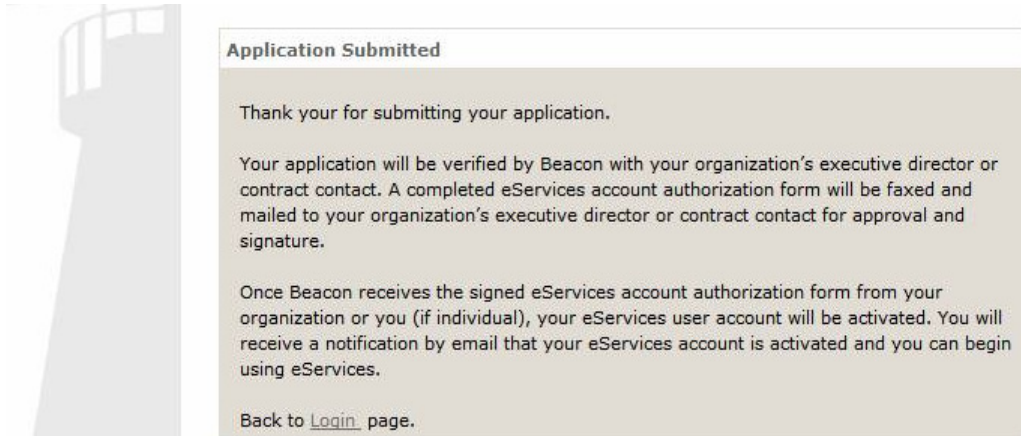 Application Submitted
Thank your for submitting your application.
Your application will be verified by Beacon with your organization’s executive director or
contract contact. A completed eServices account authorization form will be faxed and
mailed to your organization’s executive director or contract contact for approval and
signature.
Once Beacon receives the signed eServices account authorization form from your
organization or you (if individual), your eServices user account will be activated. You will
receive a notification by email that your eServices account is activated and you can begin
using eServices.
Back to Login page.